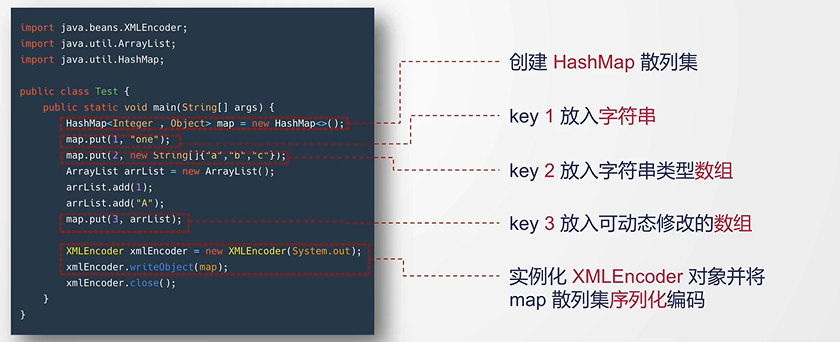 import java.beans.XMLEncoder;
import java.util.ArrayList;
import java.util.HashMap;
public class Test {
public static void main(String[] args) {
HashMap<Integer , Object> map = new HashMap<>();
map.put(1, "one");
map.put(2, new String[]{"a","b","c"});
ArrayList arrList = new ArrayList();
arrList.add(1);
arrList.add("A");
map.put(3, arrList);
XMLEncoder xmlEncoder = new XMLEncoder(System.out);
xmlEncoder.writeObject(map);
xmlEncoder.close();
}
}
创建 HashMap 散列集
key 1 放入字符串
key 2 放入字符串类型数组
key 3 放入可动态修改的数组
实例化 XMLEncoder 对象并将
map 散列集序列化编码